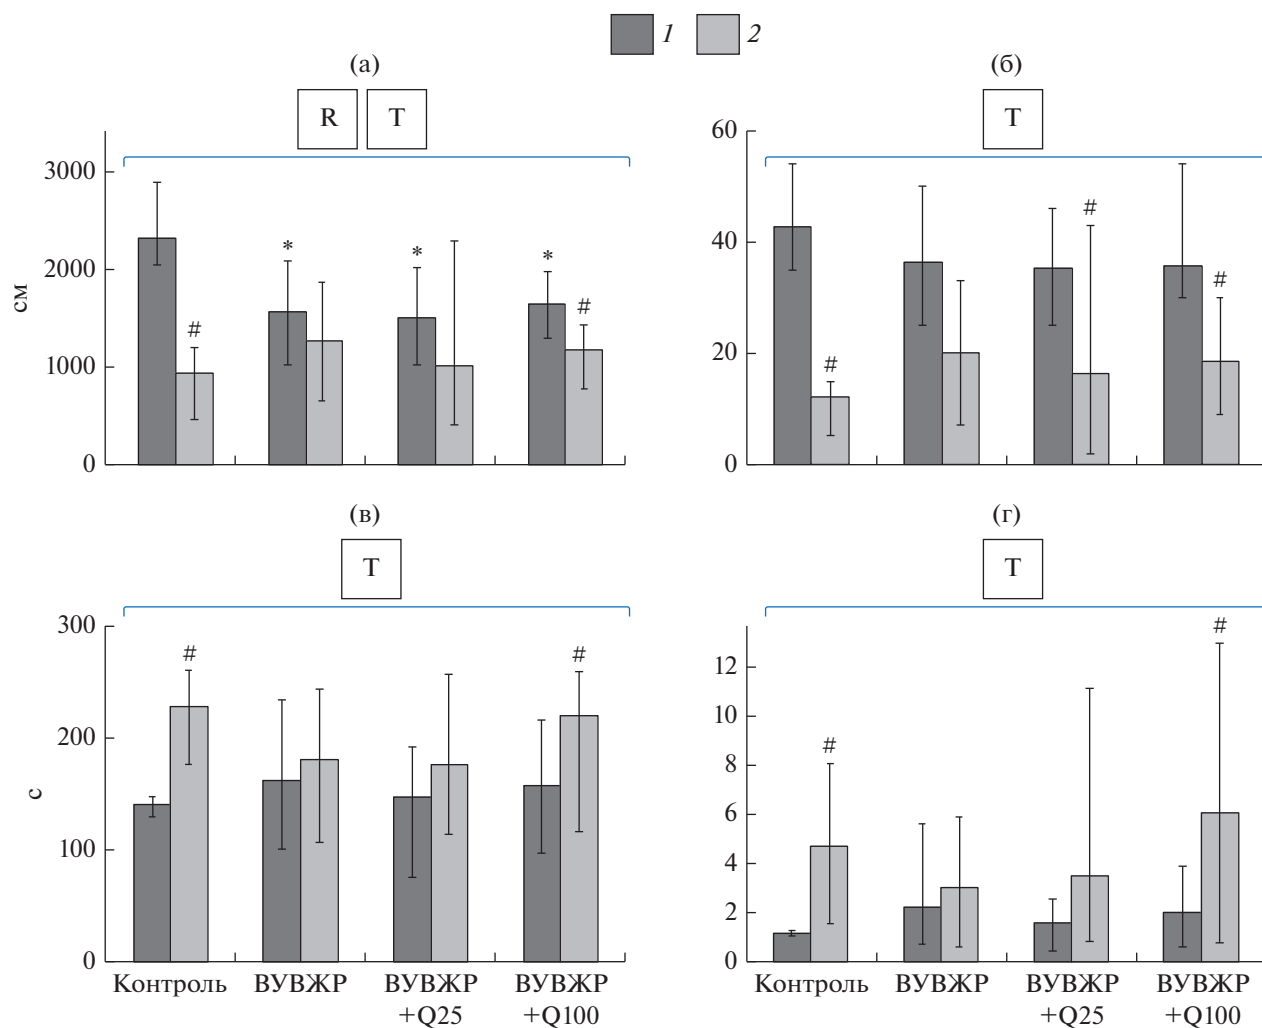 1 2
(а)
R T
3000
2000
1000
0
см
*
*
*
#
#
(б)
T
60
40
20
0
#
#
#
(в)
T
300
200
100
0
с
#
#
Контроль ВУВЖР ВУВЖР ВУВЖР
+Q25 +Q100
(г)
T
12
10
8
6
4
2
0
#
#
Контроль ВУВЖР ВУВЖР ВУВЖР
+Q25 +Q100